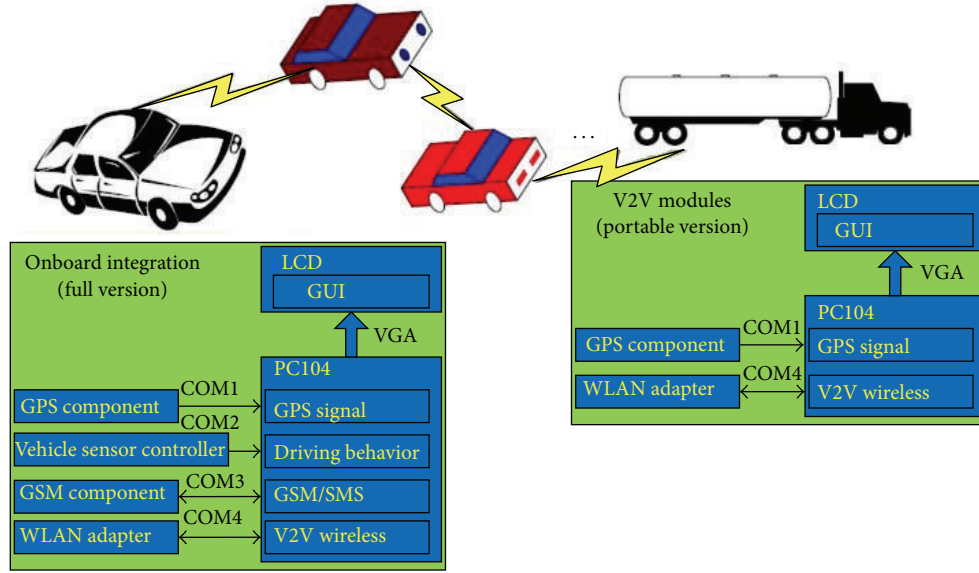 ...
V2V modules
(portable version)
LCD
GUI
VGA
PC104
COM1
GPS component
GPS signal
COM4
WLAN adapter
V2V wireless
Onboard integration
(full version)
LCD
GUI
VGA
PC104
COM1
GPS component
GPS signal
COM2
Vehicle sensor controller
Driving behavior
COM3
GSM component
GSM/SMS
COM4
WLAN adapter
V2V wireless